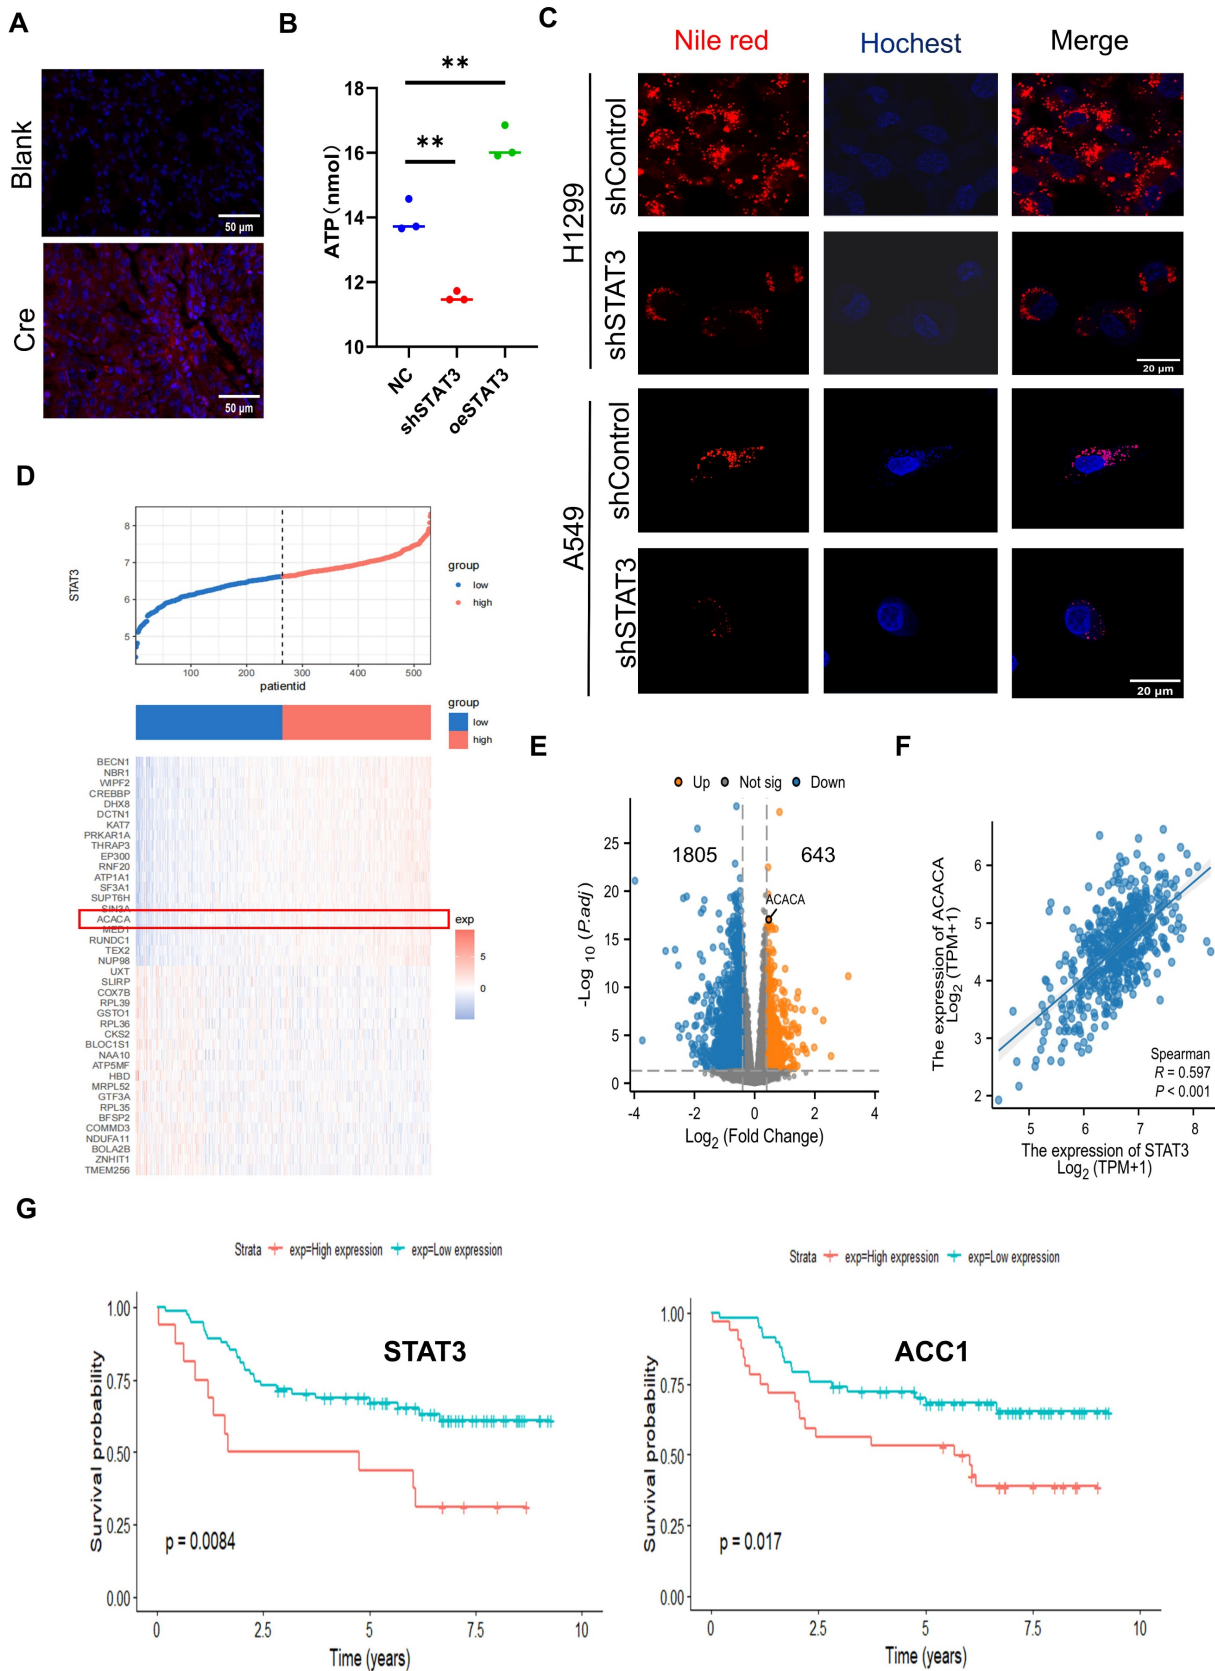 A
Blank
50 μm
Cre
50 μm
B
**
**
18
16
14
12
10
ATP(nmol)
NC
shSTAT3
oeSTAT3
C
Nile red
Hochest
Merge
H1299
shControl
shSTAT3
20 μm
A549
shControl
shSTAT3
20 μm
D
STAT3
8
7
6
5
100
200
300
400
500
patientid
group
low
high
group
low
high
BECN1
NBR1
WIPF2
CREBBP
DHX8
DCTN1
KAT7
PRKAR1A
THRAP3
EP300
RNF20
ATP1A1
SF3A1
SUPT6H
SIN3A
ACACA
MED1
RUNDC1
TEX2
NUP98
UXT
SLIRP
COX7B
RPL39
GSTO1
RPL36
CKS2
BLOC1S1
NAA10
ATP5MF
HBD
MRPL52
GTF3A
RPL35
BFSP2
COMMD3
NDUFA11
BOLA2B
ZNHIT1
TMEM256
exp
5
0
E
Up
Not sig
Down
1805
643
ACACA
25
20
15
10
5
0
-Log 10 (P.adj)
-4
-2
0
2
4
Log2 (Fold Change)
F
6
5
4
3
2
The expression of ACACA
Log2 (TPM+1)
Spearman
R = 0.597
P < 0.001
5
6
7
8
The expression of STAT3
Log2 (TPM+1)
G
Strata exp=High expression exp=Low expression
STAT3
1.00
0.75
0.50
0.25
0.00
Survival probability
p = 0.0084
0
2.5
5
7.5
10
Time (years)
Strata exp=High expression exp=Low expression
ACC1
1.00
0.75
0.50
0.25
0.00
Survival probability
p = 0.017
0
2.5
5
7.5
10
Time (years)